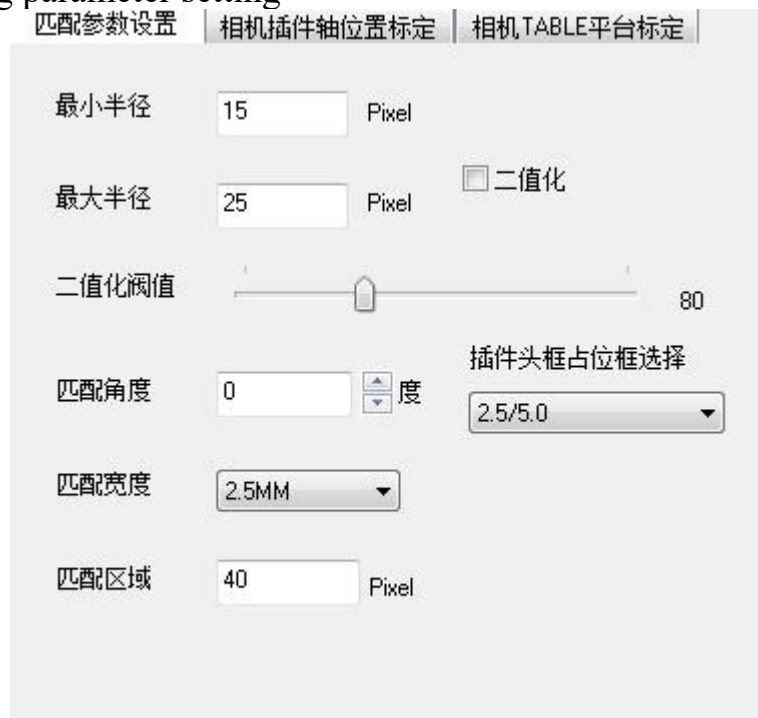 parameter setting
匹配参数设置 相机插件轴位置标定 相机TABLE平台标定
最小半径 15 Pixel
二值化
最大半径 25 Pixel
二值化阀值 80
插件头框占位框选择
匹配角度 0 度 2.5/5.0
匹配宽度 2.5MM
匹配区域 40 Pixel